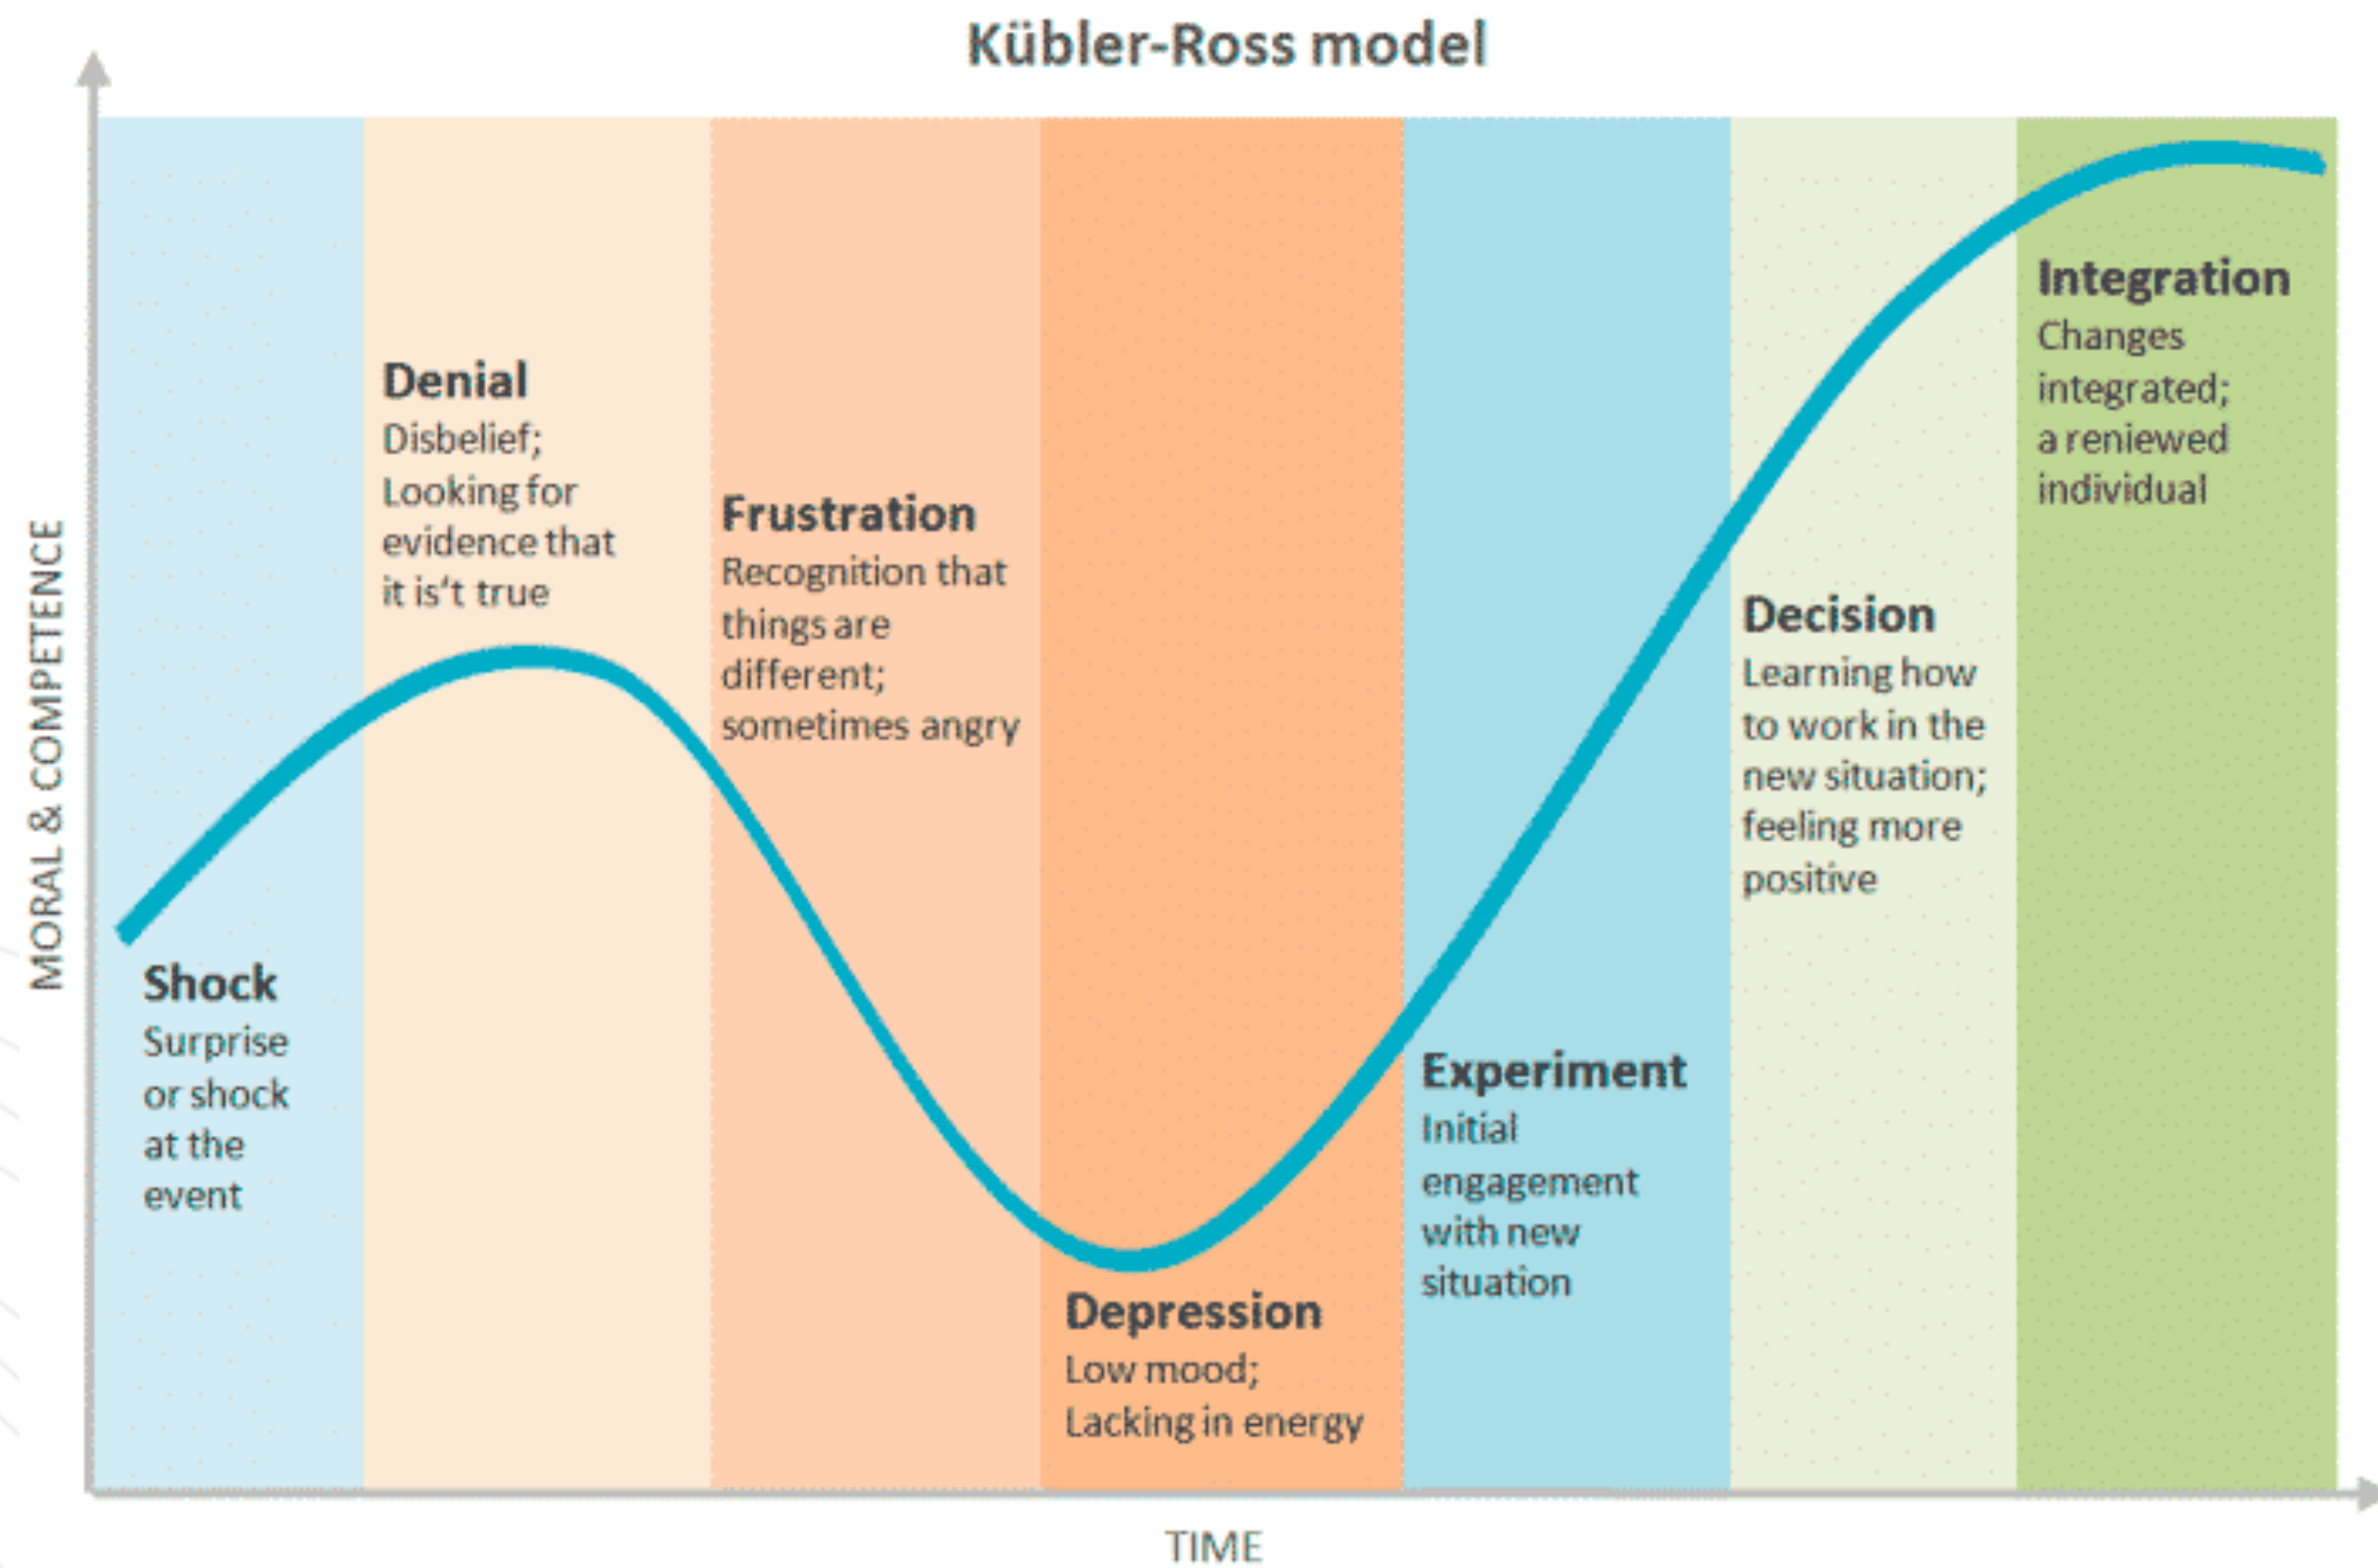 Kübler-Ross model
MORAL & COMPETENCE
Shock
Surprise
or shock
at the
event
Denial
Disbelief;
Looking for
evidence that
it is‘t true
Frustration
Recognition that
things are
different;
sometimes angry
Depression
Low mood;
Lacking in energy
Experiment
Initial
engagement
with new
situation
Decision
Learning how
to work in the
new situation;
feeling more
positive
Integration
Changes
integrated;
a reniewed
individual
TIME